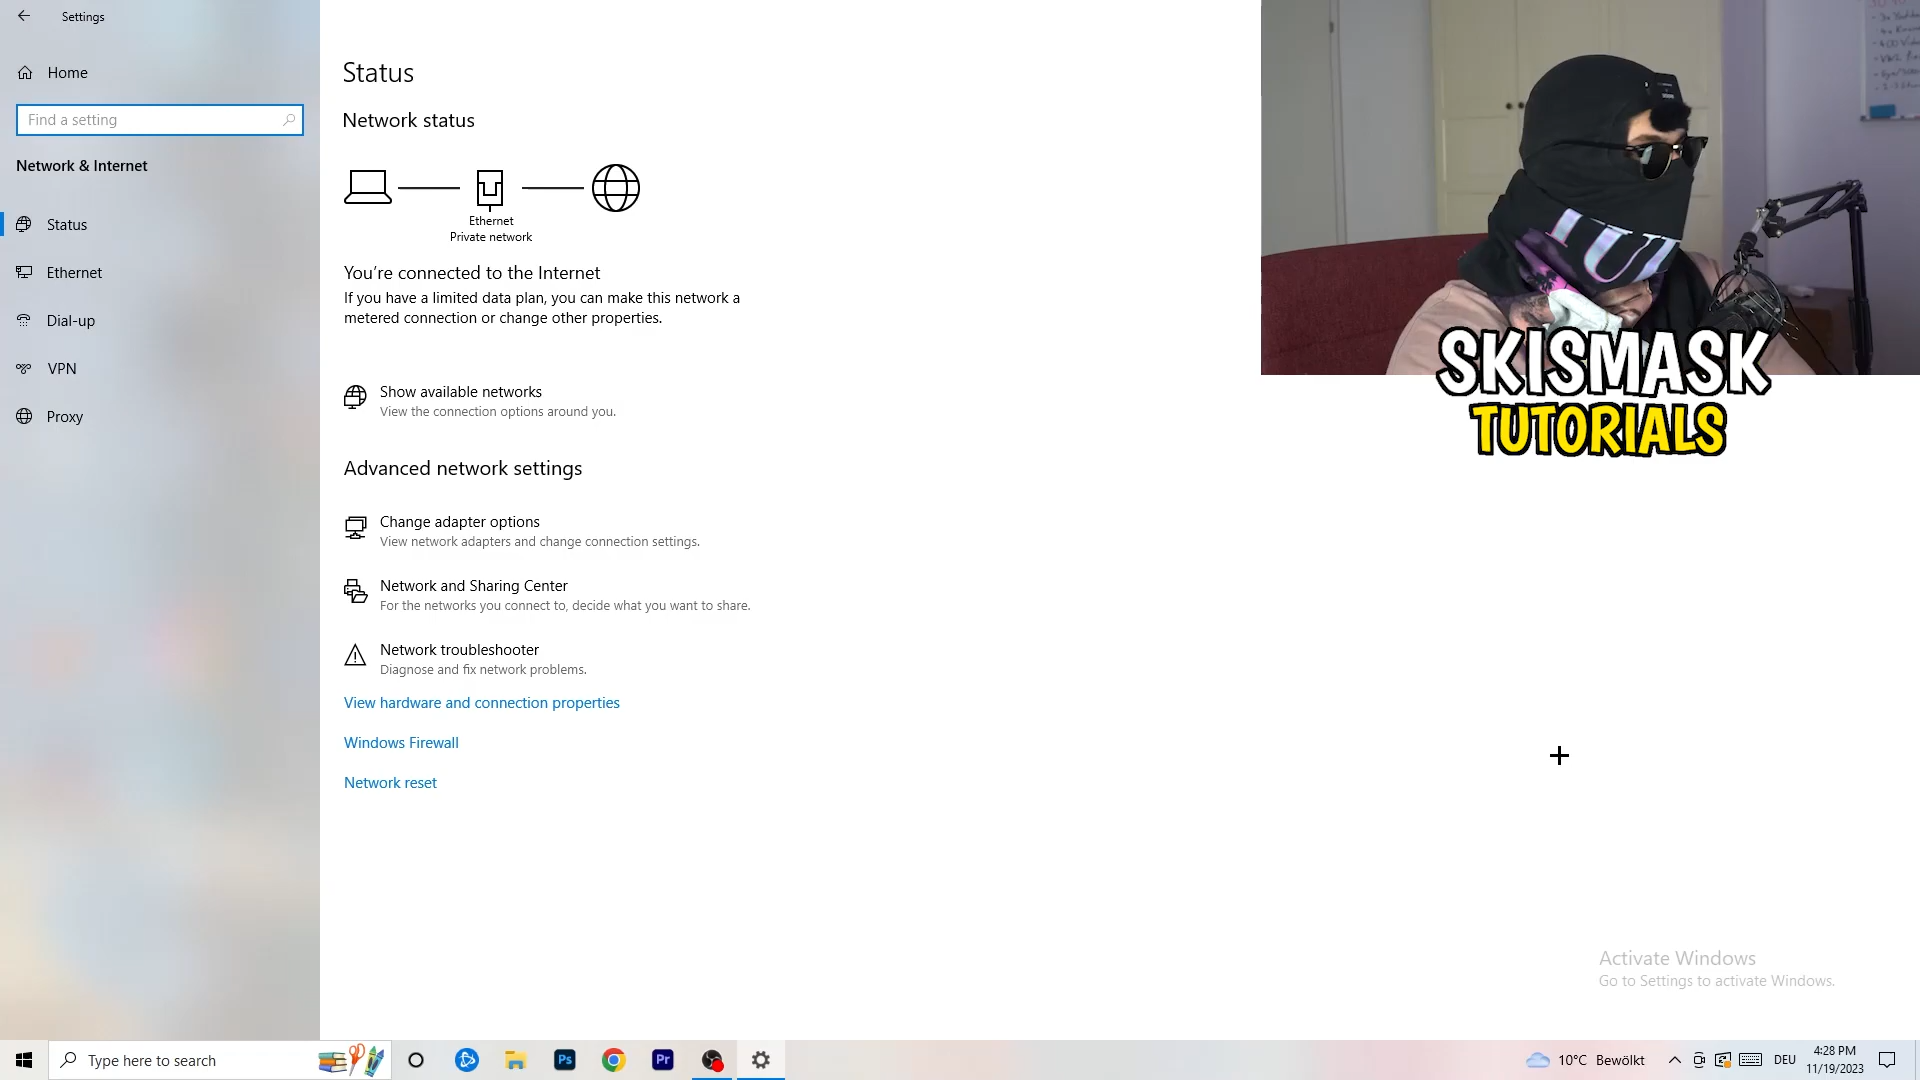 Settings
Home
Find a setting
Network & Internet
Status
Ethernet
Dial-up
VPN
Proxy
Status
Network status
Ethernet
Private network
You're connected to the Internet
If you have a limited data plan, you can make this network a
metered connection or change other properties.
Show available networks
View the connection options around you.
Advanced network settings
Change adapter options
View network adapters and change connection settings.
Network and Sharing Center
For the networks you connect to, decide what you want to share.
Network troubleshooter
Diagnose and fix network problems.
View hardware and connection properties
Windows Firewall
Network reset
SKISMASK
TUTORIALS
Activate Windows
Go to Settings to activate Windows.
Type here to search
Ps
Pr
10°C Bewölkt
DEU
4:28 PM
11/19/2023